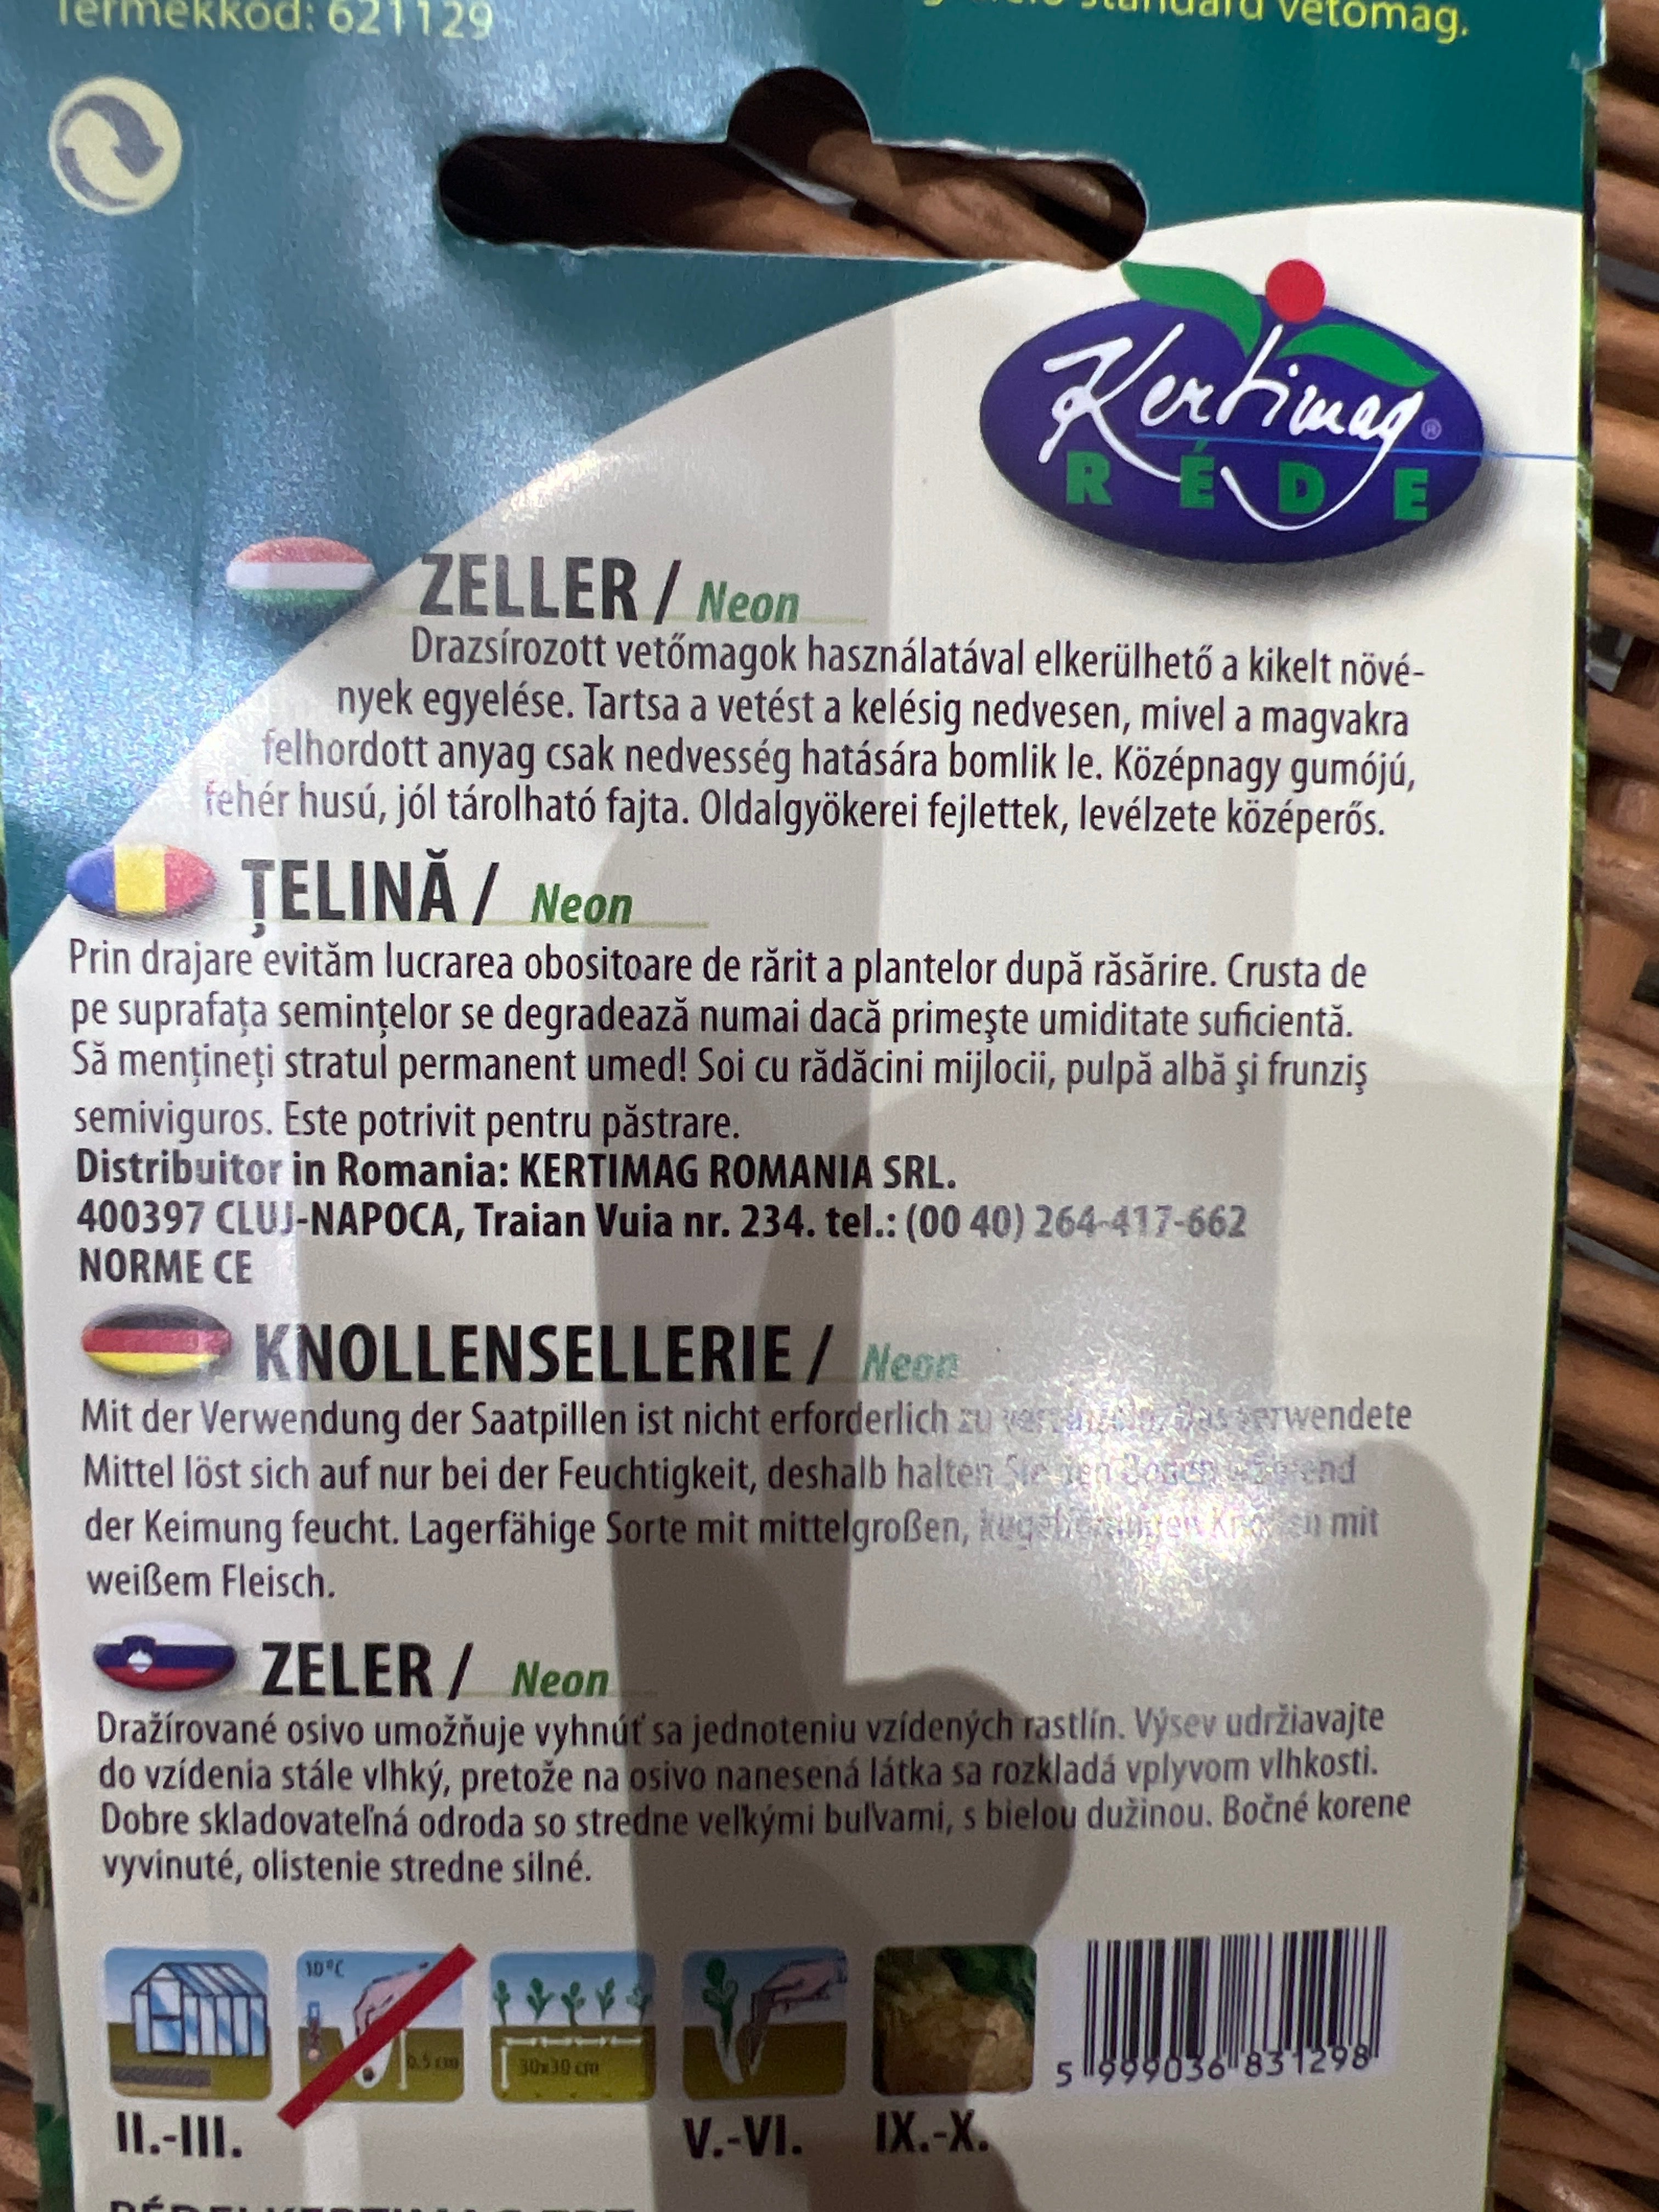 Termékkód: 621129
standard vetőmag.
Kertimag®
RÉDE
ZELLER / Neon
Drazsírozott vetőmagok használatával elkerülhető a kikelt növé-
nyek egyelése. Tartsa a vetést a kelésig nedvesen, mivel a magvakra
felhordott anyag csak nedvesség hatására bomlik le. Középnagy gumójú,
fehér husú, jól tárolható fajta. Oldalgyökerei fejlettek, levélzete középerős.
ŢELINĂ / Neon
Prin drajare evităm lucrarea obositoare de rărit a plantelor după răsărire. Crusta de
pe suprafaţa seminţelor se degradează numai dacă primeşte umiditate suficientă.
Să menţineţi stratul permanent umed! Soi cu rădăcini mijlocii, pulpă albă şi frunziş
semiviguros. Este potrivit pentru păstrare.
Distribuitor in Romania: KERTIMAG ROMANIA SRL.
400397 CLUJ-NAPOCA, Traian Vuia nr. 234. tel.: (00 40) 264-417-662
NORME CE
KNOLLENSELLERIE / Neon
Mit der Verwendung der Saatpillen ist nicht erforderlich zu verwendete
Mittel löst sich auf nur bei der Feuchtigkeit, deshalb halten Sie den
der Keimung feucht. Lagerfähige Sorte mit mittelgroßen, mit
weißem Fleisch.
ZELER / Neon
Dražírované osivo umožňuje vyhnúť sa jednoteniu vzídených rastlín. Výsev udržiavajte
do vzídenia stále vlhký, pretože na osivo nanesená látka sa rozkladá vplyvom vlhkosti.
Dobre skladovateľná odroda so stredne veľkými buľvami, s bielou dužinou. Bočné korene
vyvinuté, olistenie stredne silné.
10°C
0.5 cm
30x30 cm
5 999036 831298
II.-III.
V.-VI.
IX.-X.